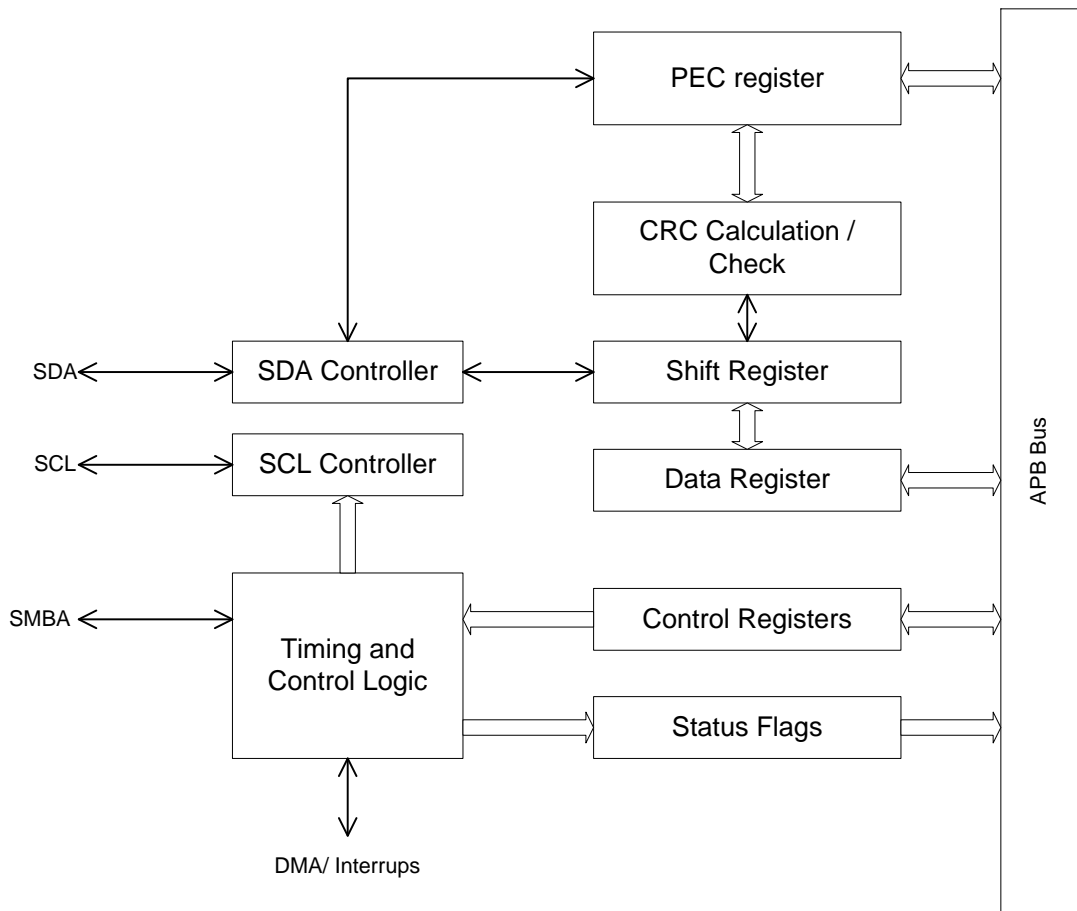 PEC register
CRC Calculation /
Check
SDA
SDA Controller
Shift Register
SCL
SCL Controller
Data Register
APB Bus
SMBA
Timing and
Control Logic
Control Registers
Status Flags
DMA/ Interrups